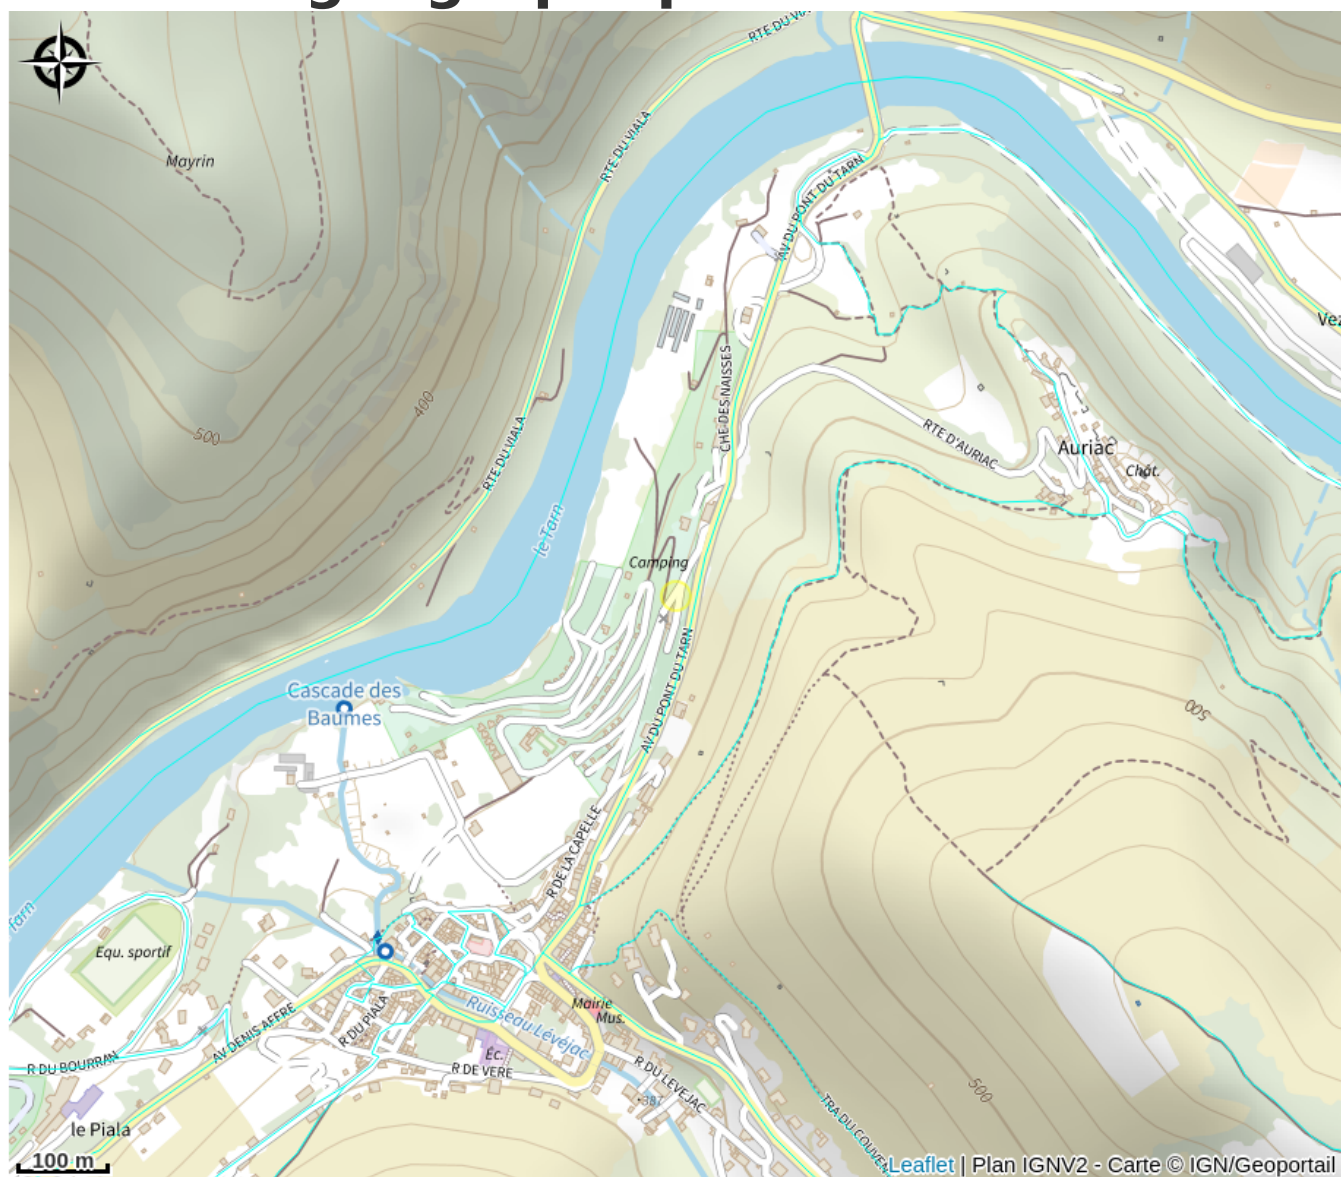 RTE DU VIA
Mayrin
RTE DU VIALA
AV DU PONT DU TARN
Vez
CHE DES NAISSES
400
500
RTE DU VIALA
RTE D'AURIAC
Auriac
Chât.
le Tarn
Camping
AV DU PONT DU TARN
Cascade des
Baumes
500
R DE LA CAPELLE
Tarn
Equ. sportif
Mairie
Mus.
Ruisseau Lévéjac
R DU PIALA
AV DENIS AFFRE
Éc.
R DE VERE
R DU BOURRAN
R DU LEVEJAC
387
500
TRA DU COUVEN
le Piala
100 m
Leaflet | Plan IGNV2 - Carte © IGN/Geoportail